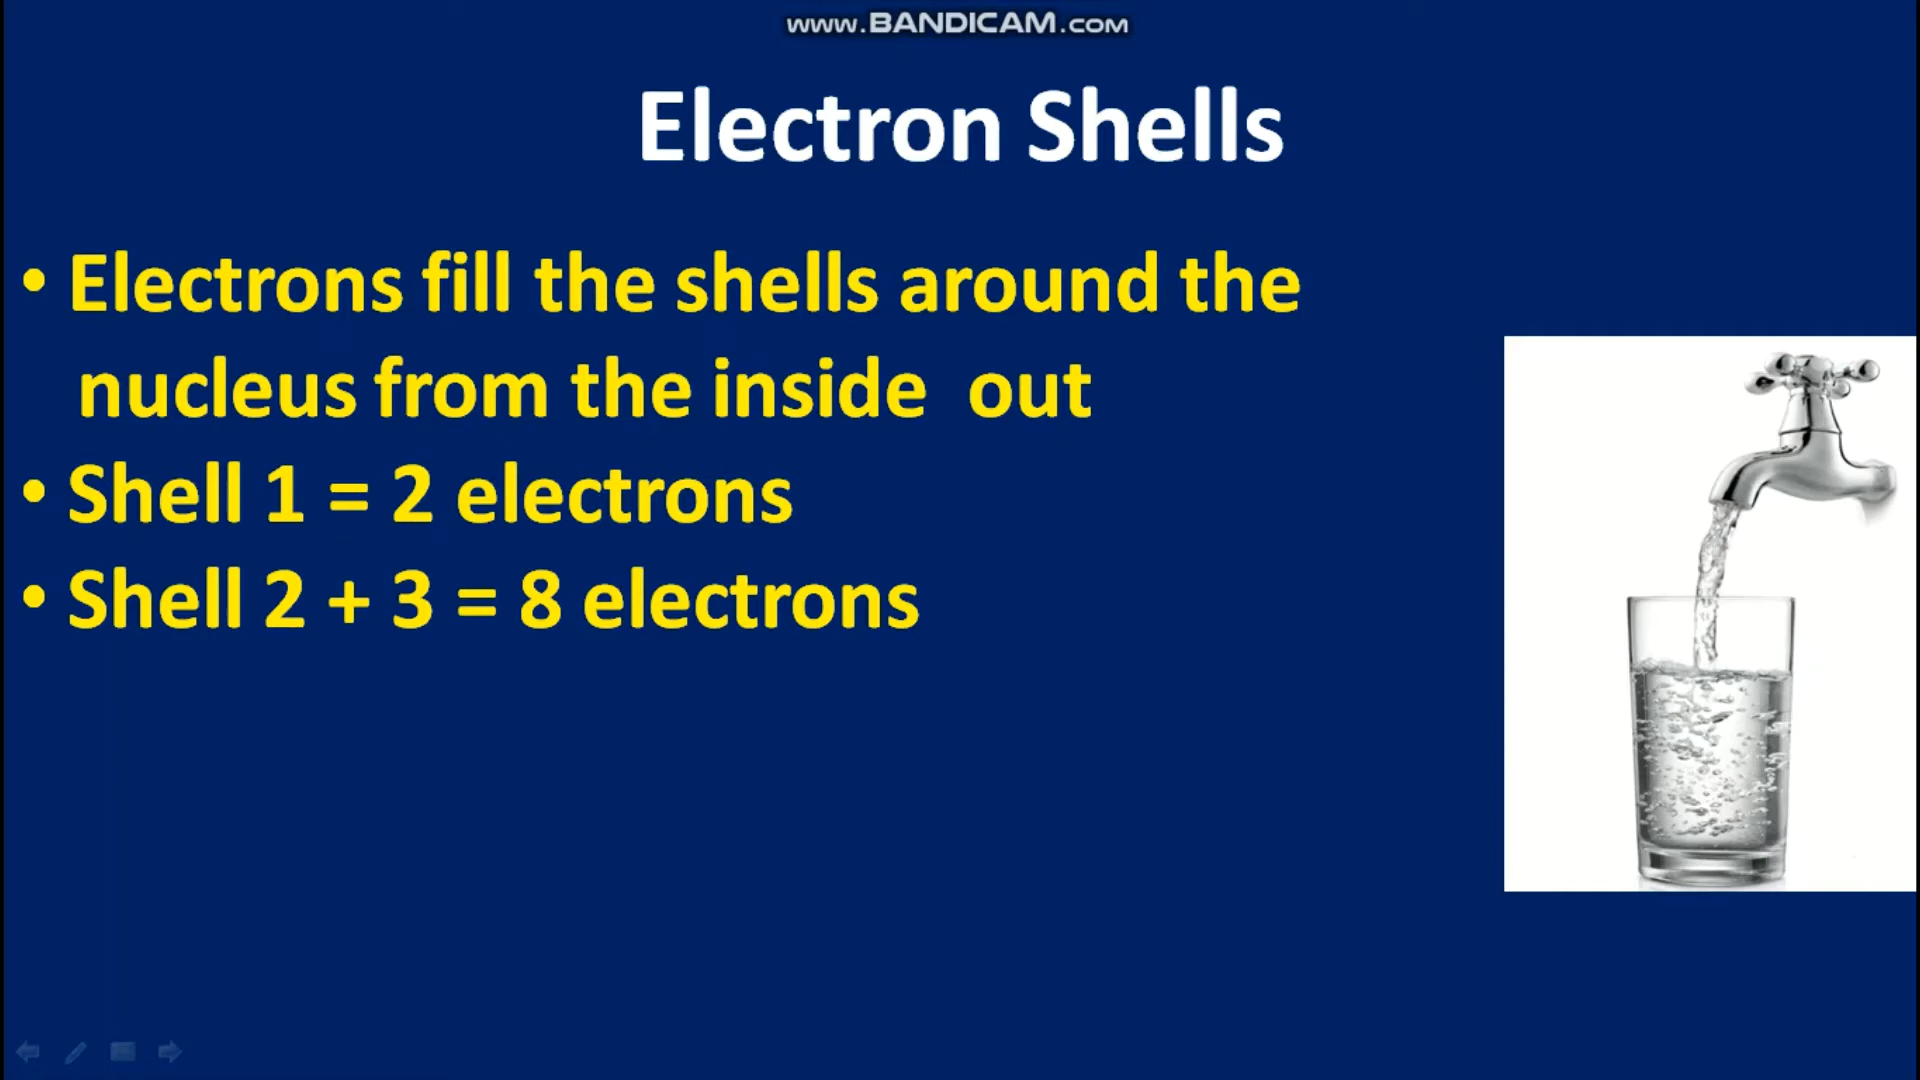 www.BANDICAM.com
Electron Shells
• Electrons fill the shells around the
nucleus from the inside out
• Shell 1 = 2 electrons
• Shell 2 + 3 = 8 electrons